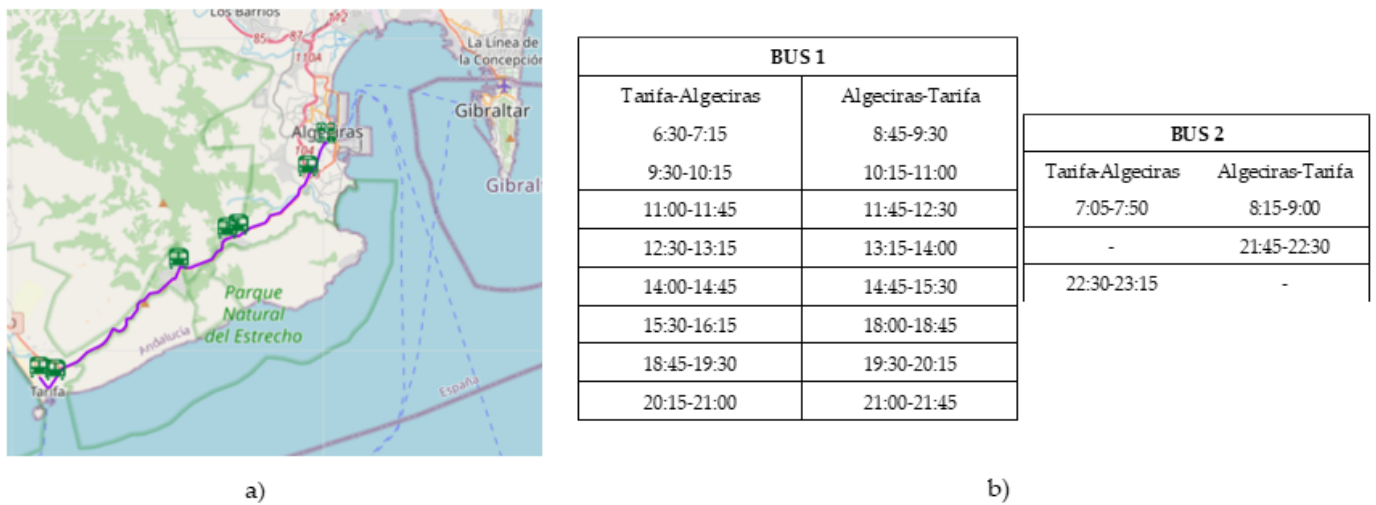 Los Barrios
112
85
87
110A
La Línea de
la Concepción
Gibraltar
Algeciras
104
Gibral
Parque
Natural
del Estrecho
Andalucía
España
Tarifa
a)
BUS 1
Tarifa-Algeciras Algeciras-Tarifa
6:30-7:15 8:45-9:30
9:30-10:15 10:15-11:00
11:00-11:45 11:45-12:30
12:30-13:15 13:15-14:00
14:00-14:45 14:45-15:30
15:30-16:15 18:00-18:45
18:45-19:30 19:30-20:15
20:15-21:00 21:00-21:45
BUS 2
Tarifa-Algeciras Algeciras-Tarifa
7:05-7:50 8:15-9:00
- 21:45-22:30
22:30-23:15 -
b)